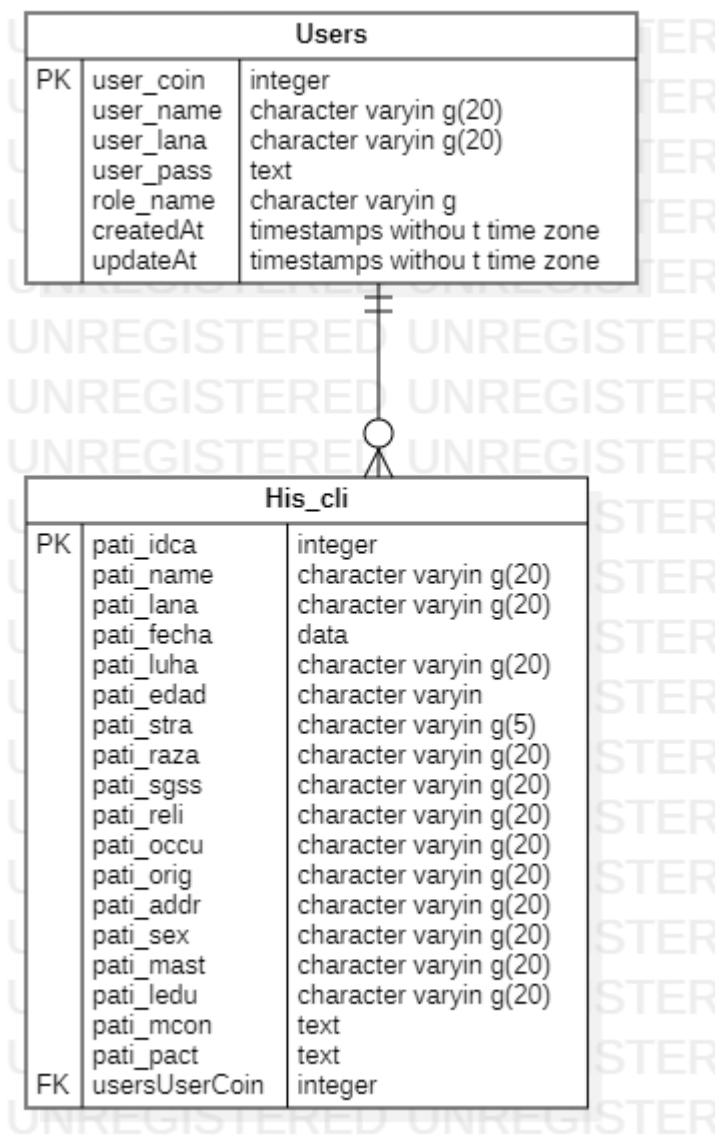 Users
PK user_coin integer
user_name character varyin g(20)
user_lana character varyin g(20)
user_pass text
role_name character varyin g
createdAt timestamps withou t time zone
updateAt timestamps withou t time zone
UNREGISTERED UNREGISTER
UNREGISTERED UNREGISTER
UNREGISTERED UNREGISTER
His_cli
PK pati_idca integer
pati_name character varyin g(20)
pati_lana character varyin g(20)
pati_fecha data
pati_luha character varyin g(20)
pati_edad character varyin
pati_stra character varyin g(5)
pati_raza character varyin g(20)
pati_sgss character varyin g(20)
pati_reli character varyin g(20)
pati_occu character varyin g(20)
pati_orig character varyin g(20)
pati_addr character varyin g(20)
pati_sex character varyin g(20)
pati_mast character varyin g(20)
pati_ledu character varyin g(20)
pati_mcon text
pati_pact text
FK usersUserCoin integer
UNREGISTERED UNREGISTER